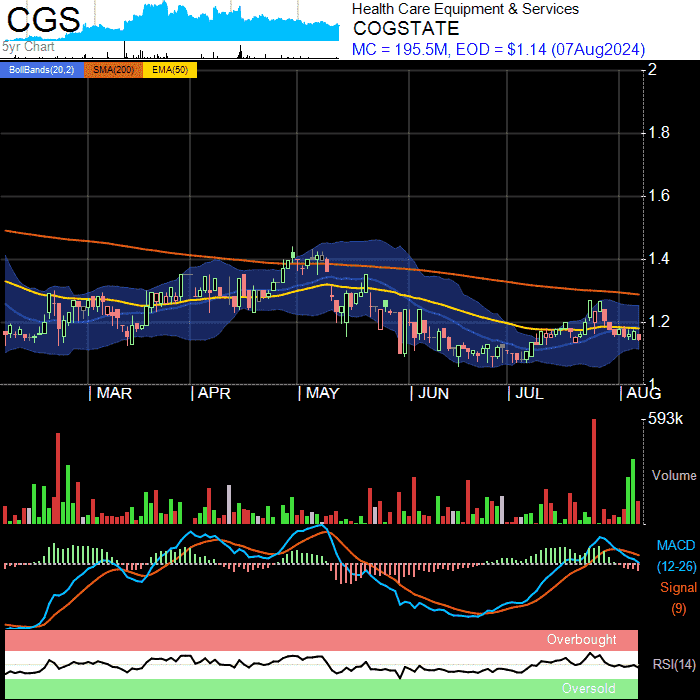 CGS
5yr Chart
Health Care Equipment & Services
COGSTATE
MC = 195.5M, EOD = $1.14 (07Aug2024)
BollBands(20,2) SMA(200) EMA(50)
2
1.8
1.6
1.4
1.2
1
MAR APR MAY JUN JUL AUG
593k
Volume
MACD
(12-26)
Signal
(9)
Overbought
RSI(14)
Oversold